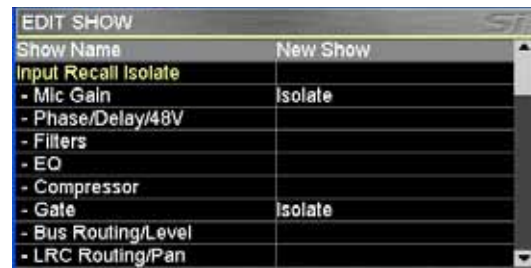 EDIT SHOW
Show Name New Show
Input Recall Isolate
- Mic Gain Isolate
- Phase/Delay/48V
- Filters
- EQ
- Compressor
- Gate Isolate
- Bus Routing/Level
- LRC Routing/Pan